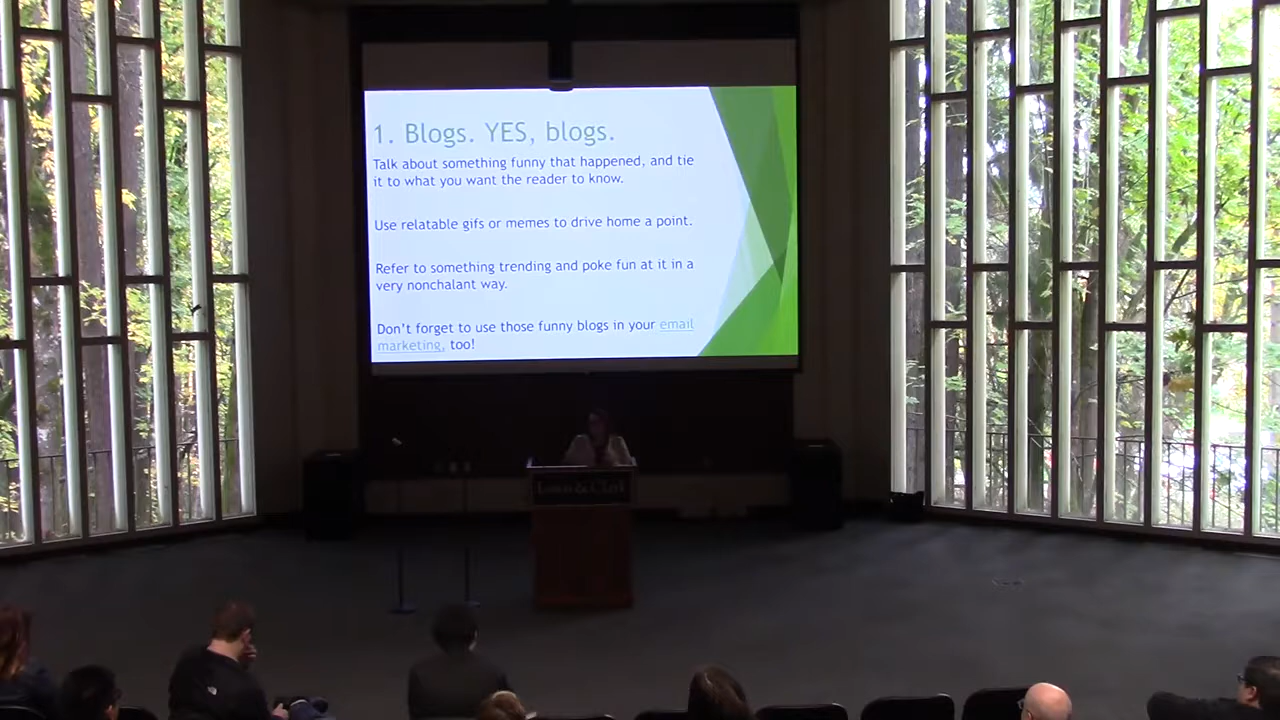 1. Blogs. YES, blogs.
Talk about something funny that happened, and tie
it to what you want the reader to know.
Use relatable gifs or memes to drive home a point.
Refer to something trending and poke fun at it in a
very nonchalant way.
Don't forget to use those funny blogs in your email
marketing, too!
Lewis & Clark